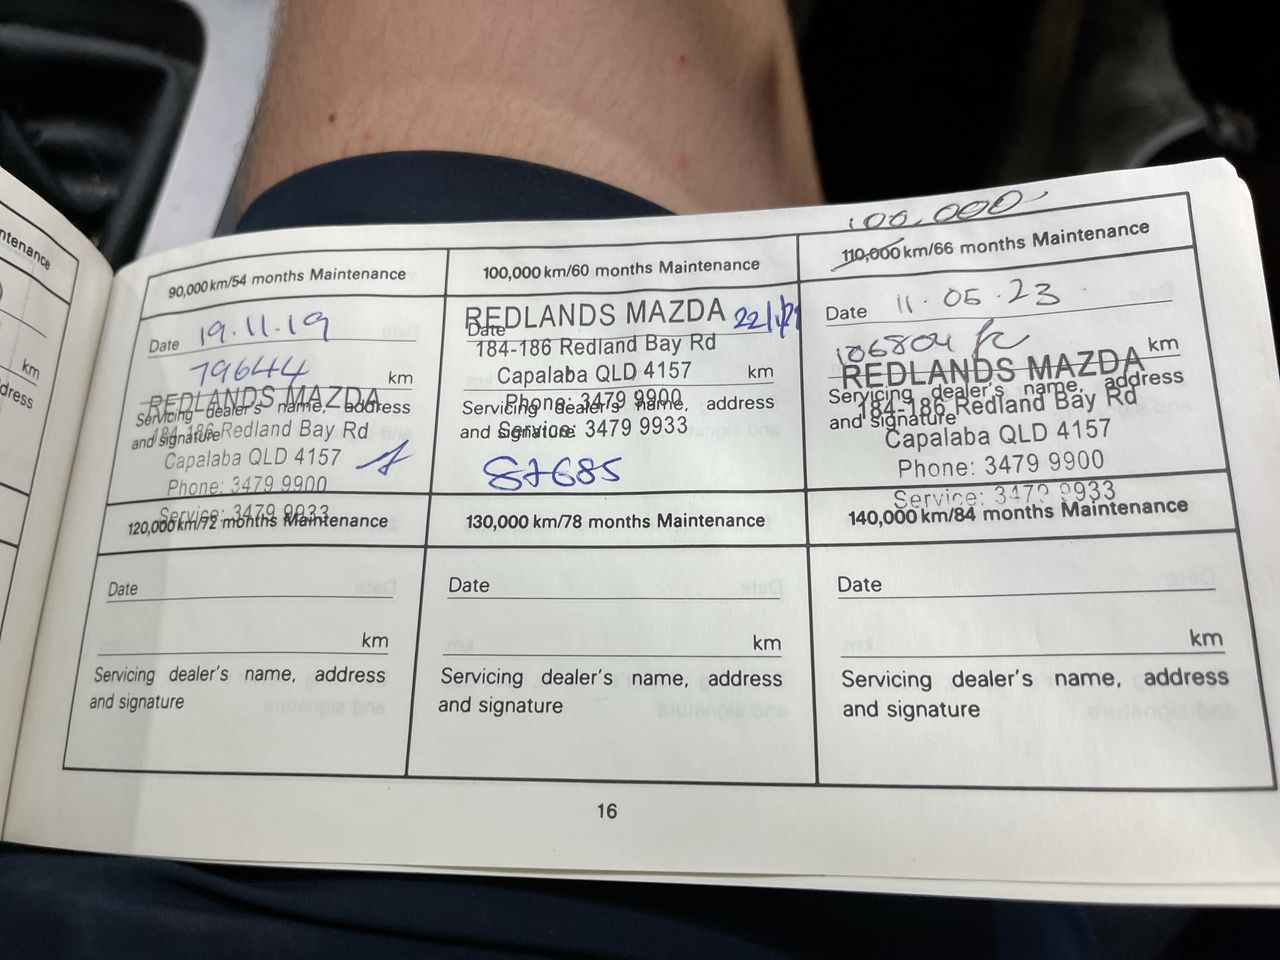 ntenance
km
dress
100,000
90,000 km/54 months Maintenance
Date 19.11.19
79644 km
REDLANDS MAZDA
Servicing dealer's name, address
and signature
184-186 Redland Bay Rd
Capalaba QLD 4157
Phone: 3479 9900
Service: 3479 9933
100,000 km/60 months Maintenance
REDLANDS MAZDA
Date
184-186 Redland Bay Rd
Capalaba QLD 4157 km
Phone: 3479 9900
Servicing dealer's name, address
and signature
Service: 3479 9933
87685
110,000 km/66 months Maintenance
Date 11.05.23
106804 km
REDLANDS MAZDA
Servicing dealer's name, address
and signature
184-186 Redland Bay Rd
Capalaba QLD 4157
Phone: 3479 9900
Service: 3479 9933
120,000 km/72 months Maintenance
Date
km
Servicing dealer's name, address
and signature
130,000 km/78 months Maintenance
Date
km
Servicing dealer's name, address
and signature
140,000 km/84 months Maintenance
Date
km
Servicing dealer's name, address
and signature
16